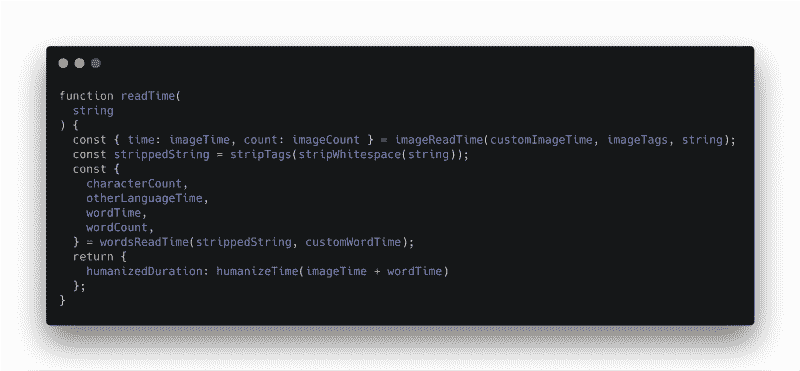 function readTime(
  string
) {
  const { time: imageTime, count: imageCount } = imageReadTime(customImageTime, imageTags, string);
  const strippedString = stripTags(stripWhitespace(string));
  const {
    characterCount,
    otherLanguageTime,
    wordTime,
    wordCount,
  } = wordsReadTime(strippedString, customWordTime);
  return {
    humanizedDuration: humanizeTime(imageTime + wordTime)
  };
}